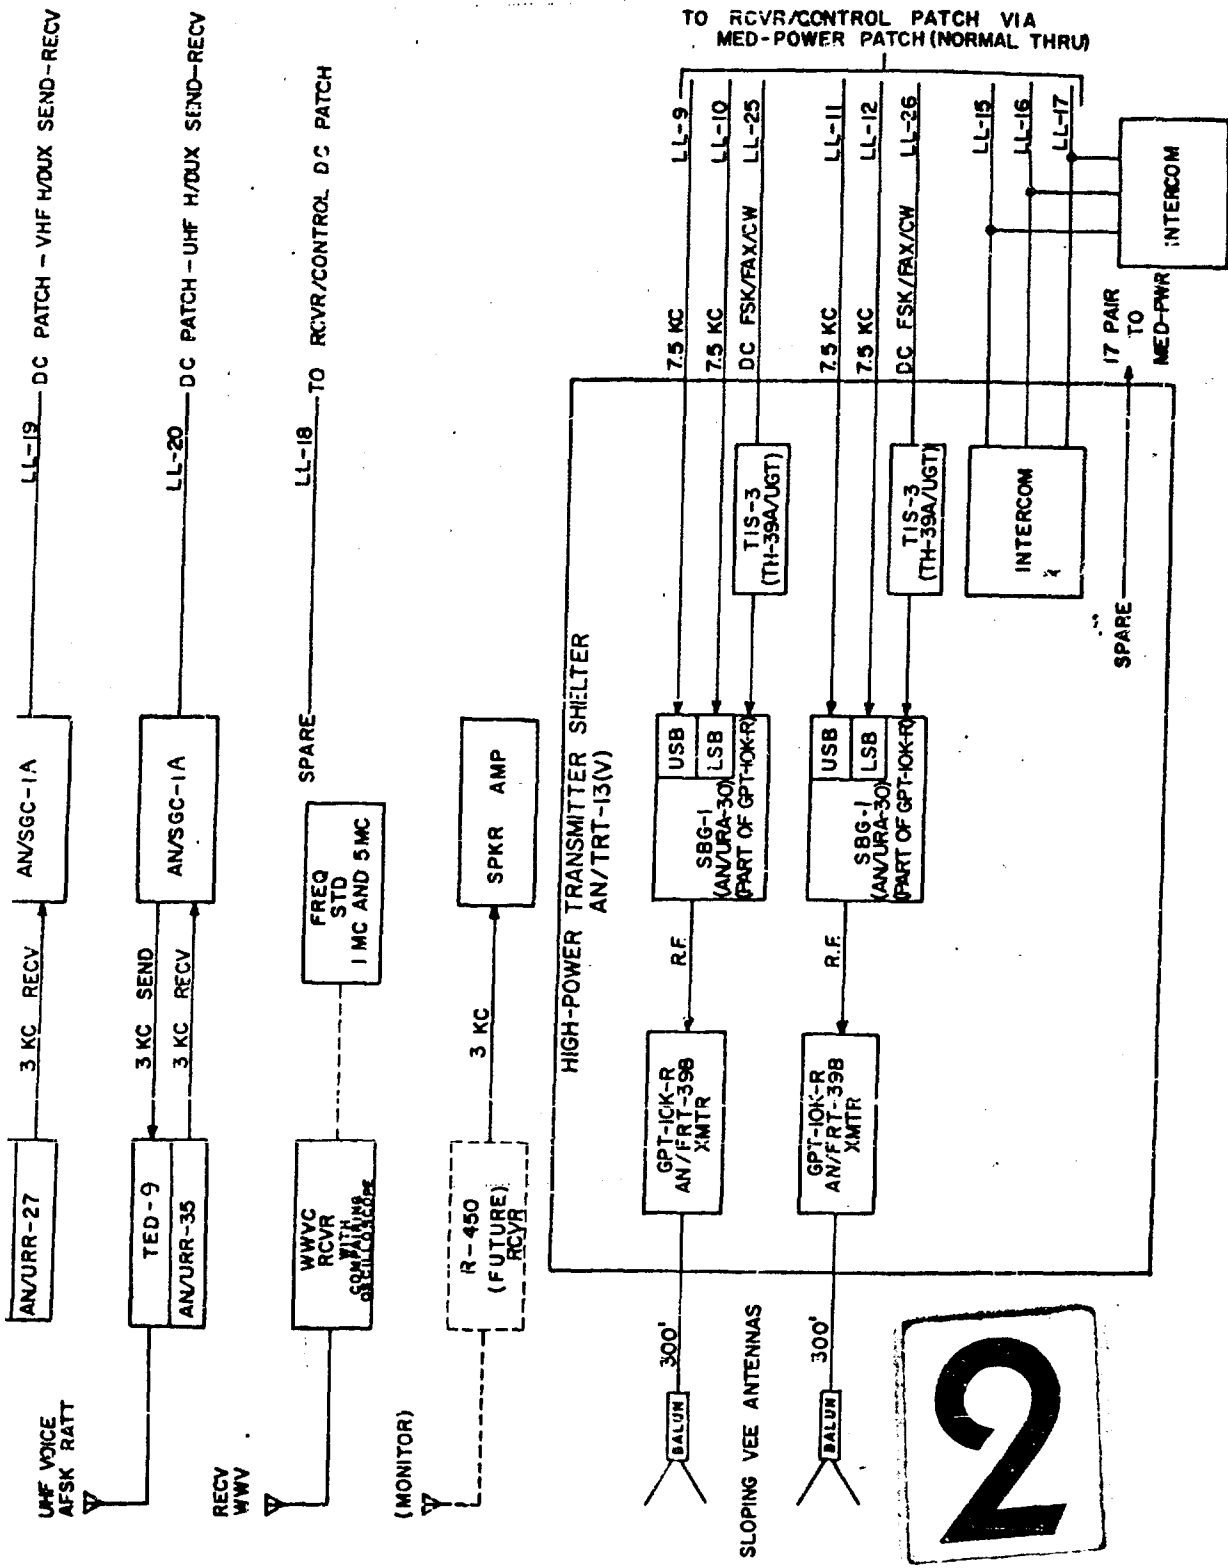 AN/URR-27
3 KC RECV
AN/SGC-1A
LL-19
DC PATCH - VHF H/DUX SEND-RECV
UHF VOICE
AFSK RATT
TED-9
AN/URR-35
3 KC SEND
3 KC RECV
AN/SGC-1A
LL-20
DC PATCH - UHF H/DUX SEND-RECV
RECV
WWV
WWVC
RCVR
WITH
COMPAIRING
OSCILLOSCOPE
FREQ
STD
1 MC AND 5 MC
SPARE
LL-18
TO RCVR/CONTROL DC PATCH
(MONITOR)
R-450
(FUTURE)
RCVR
3 KC
SPKR AMP
HIGH-POWER TRANSMITTER SHELTER
AN/TRT-13(V)
TO RCVR/CONTROL PATCH VIA
MED-POWER PATCH (NORMAL THRU)
BALUN
300'
GPT-10K-R
AN/FRT-39B
XMTR
R.F.
SBG-1
(AN/URA-30)
(PART OF GPT-10K-R)
USB
LSB
7.5 KC
LL-9
7.5 KC
LL-10
TIS-3
(TH-39A/UGT)
DC FSK/FAX/CW
LL-25
SLOPING VEE ANTENNAS
BALUN
300'
GPT-10K-R
AN/FRT-39B
XMTR
R.F.
SBG-1
(AN/URA-30)
(PART OF GPT-10K-R)
USB
LSB
7.5 KC
LL-11
7.5 KC
LL-12
TIS-3
(TH-39A/UGT)
DC FSK/FAX/CW
LL-26
INTERCOM
LL-15
LL-16
LL-17
INTERCOM
SPARE
17 PAIR
TO
MED-PWR
2